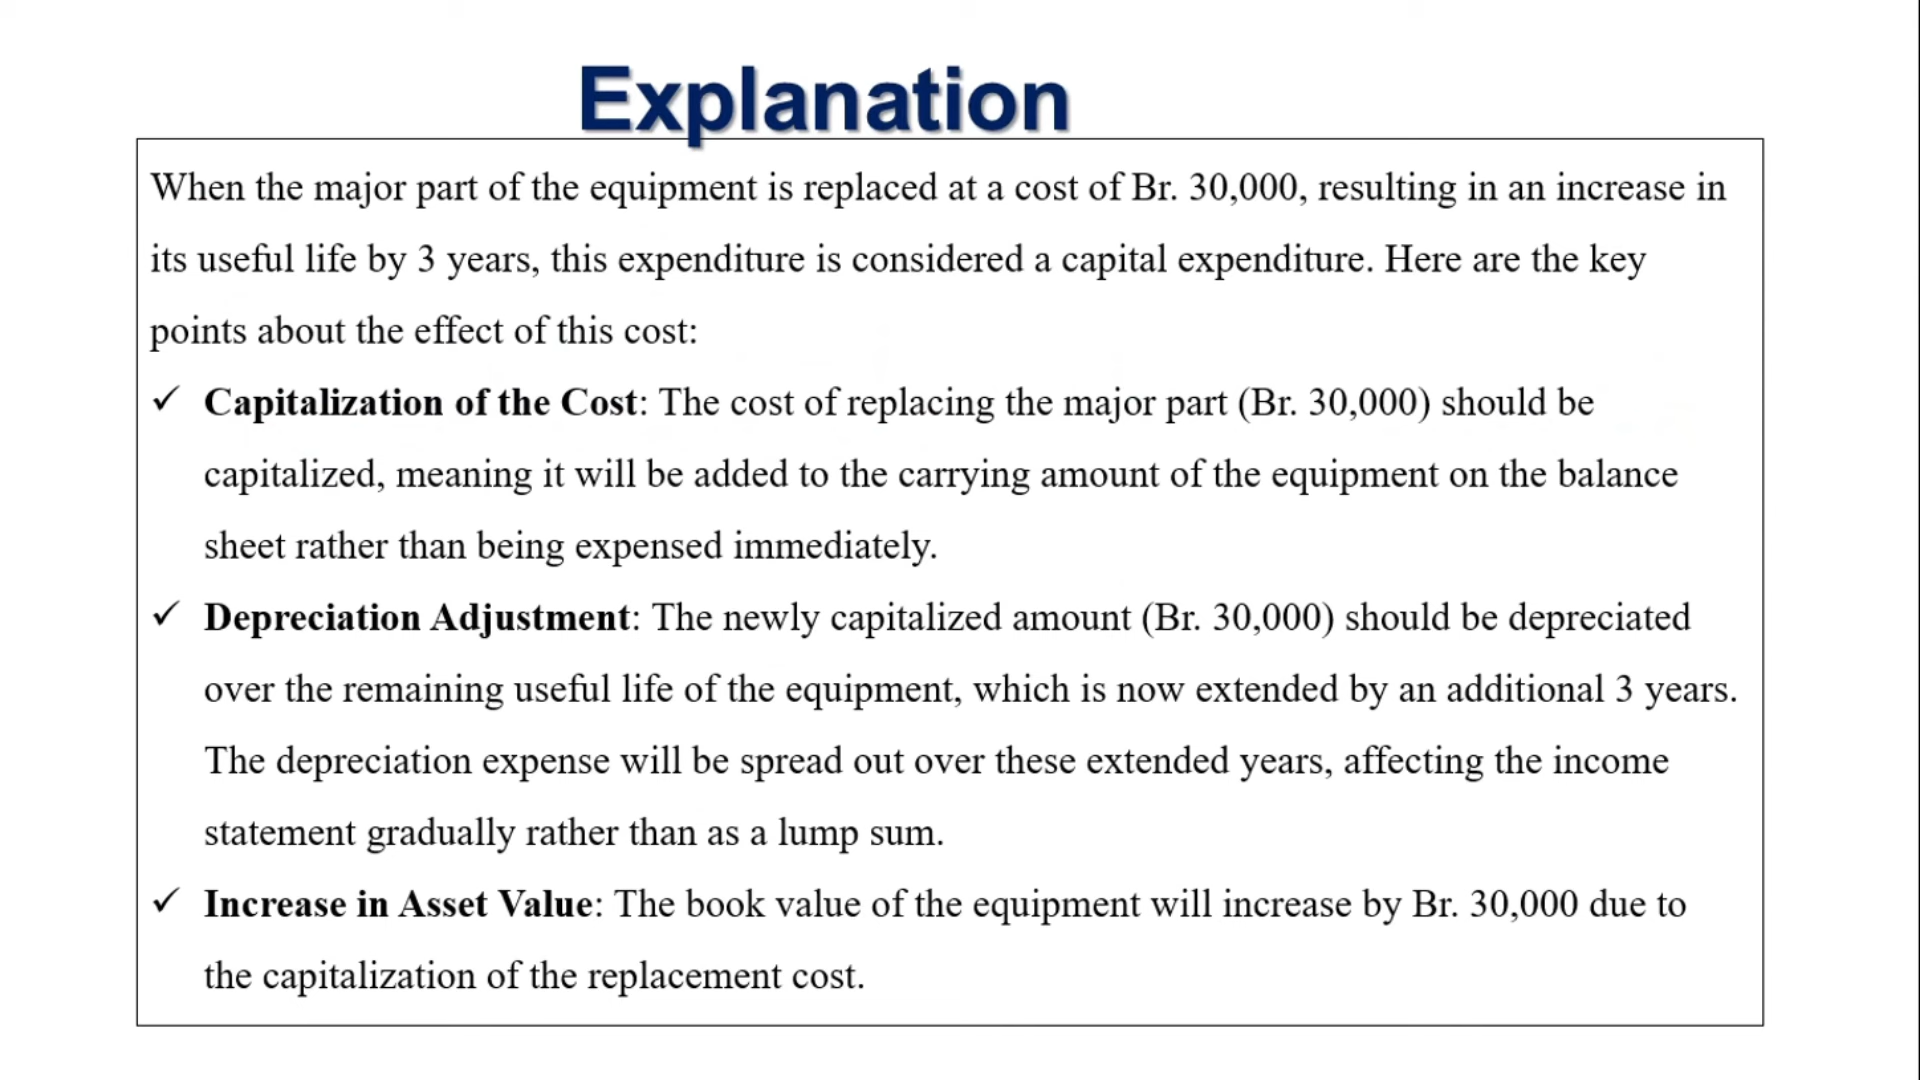 Explanation
When the major part of the equipment is replaced at a cost of Br. 30,000, resulting in an increase in
its useful life by 3 years, this expenditure is considered a capital expenditure. Here are the key
points about the effect of this cost:
✓ Capitalization of the Cost: The cost of replacing the major part (Br. 30,000) should be
capitalized, meaning it will be added to the carrying amount of the equipment on the balance
sheet rather than being expensed immediately.
✓ Depreciation Adjustment: The newly capitalized amount (Br. 30,000) should be depreciated
over the remaining useful life of the equipment, which is now extended by an additional 3 years.
The depreciation expense will be spread out over these extended years, affecting the income
statement gradually rather than as a lump sum.
✓ Increase in Asset Value: The book value of the equipment will increase by Br. 30,000 due to
the capitalization of the replacement cost.